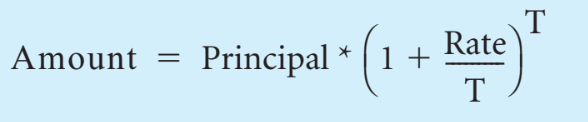 Amount = Principal * (1 + Rate/T)^T